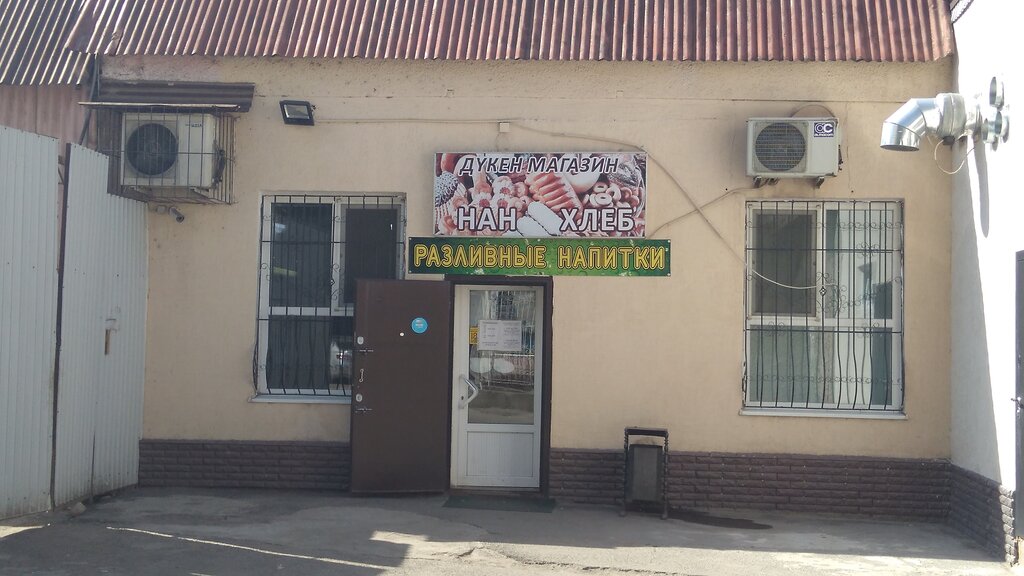 ДҮКЕН МАГАЗИН
НАН ХЛЕБ
РАЗЛИВНЫЕ НАПИТКИ